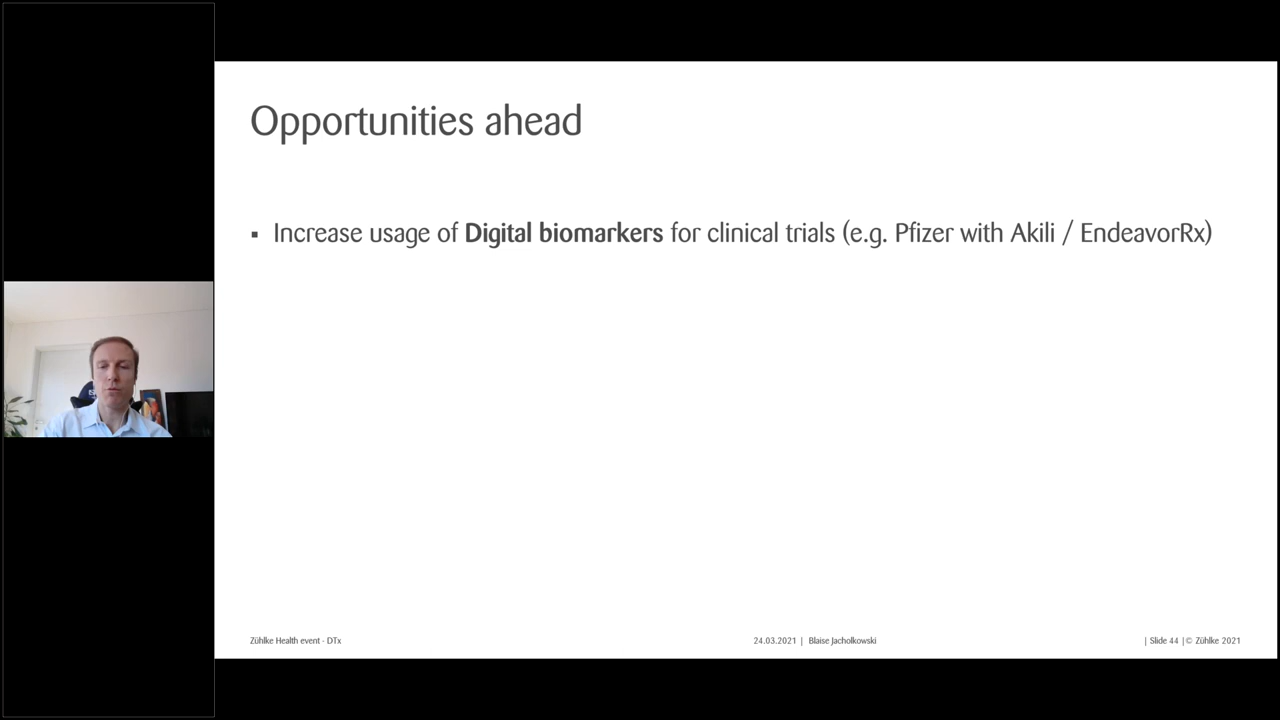 Opportunities ahead
▪ Increase usage of Digital biomarkers for clinical trials (e.g. Pfizer with Akili / EndeavorRx)
Zühlke Health event - DTx
24.03.2021 | Blaise Jacholkowski
| Slide 44 | © Zühlke 2021